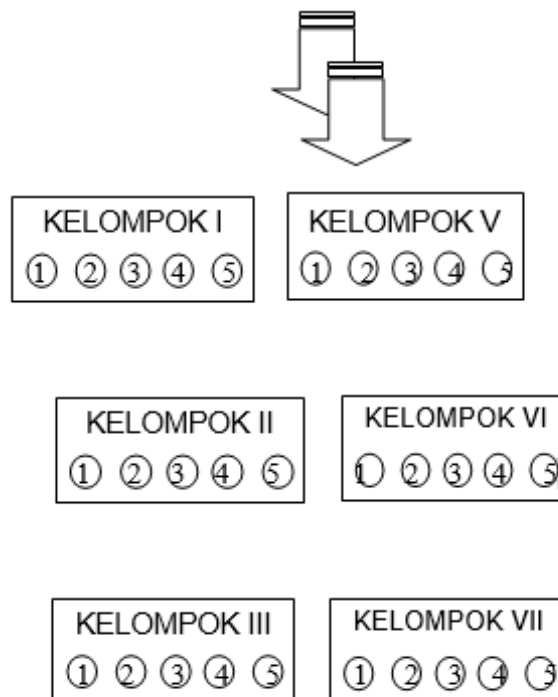 KELOMPOK I
1 2 3 4 5
KELOMPOK V
1 2 3 4 5
KELOMPOK II
1 2 3 4 5
KELOMPOK VI
1 2 3 4 5
KELOMPOK III
1 2 3 4 5
KELOMPOK VII
1 2 3 4 5